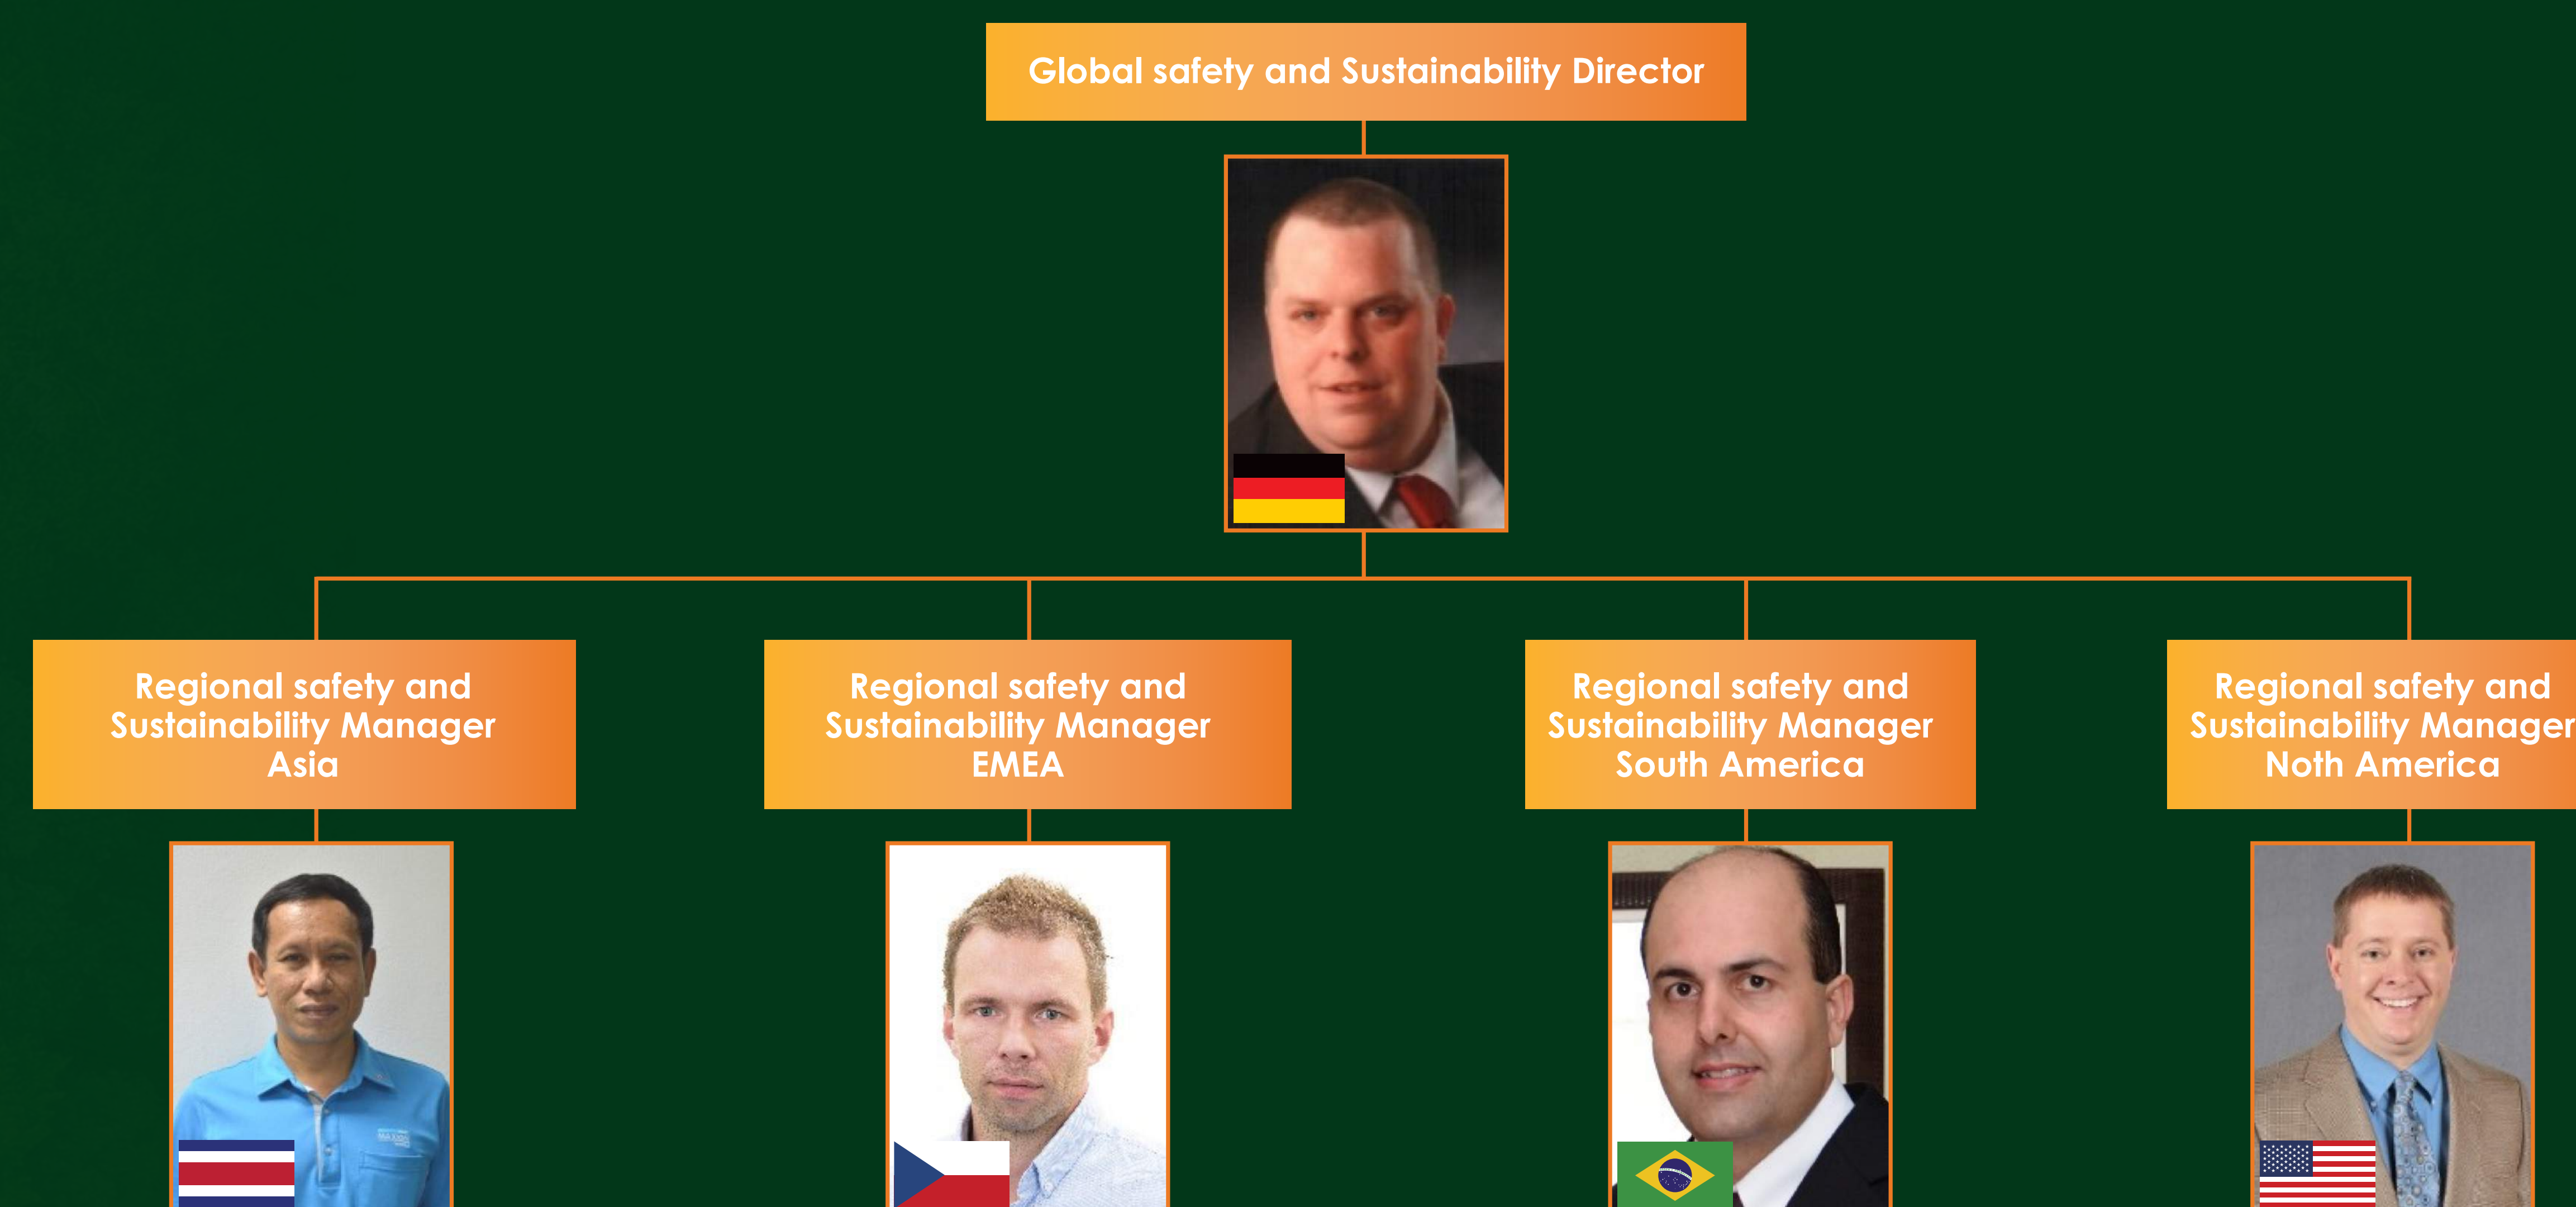 Global safety and Sustainability Director
Regional safety and
Sustainability Manager
Asia
Regional safety and
Sustainability Manager
EMEA
Regional safety and
Sustainability Manager
South America
Regional safety and
Sustainability Manager
Noth America